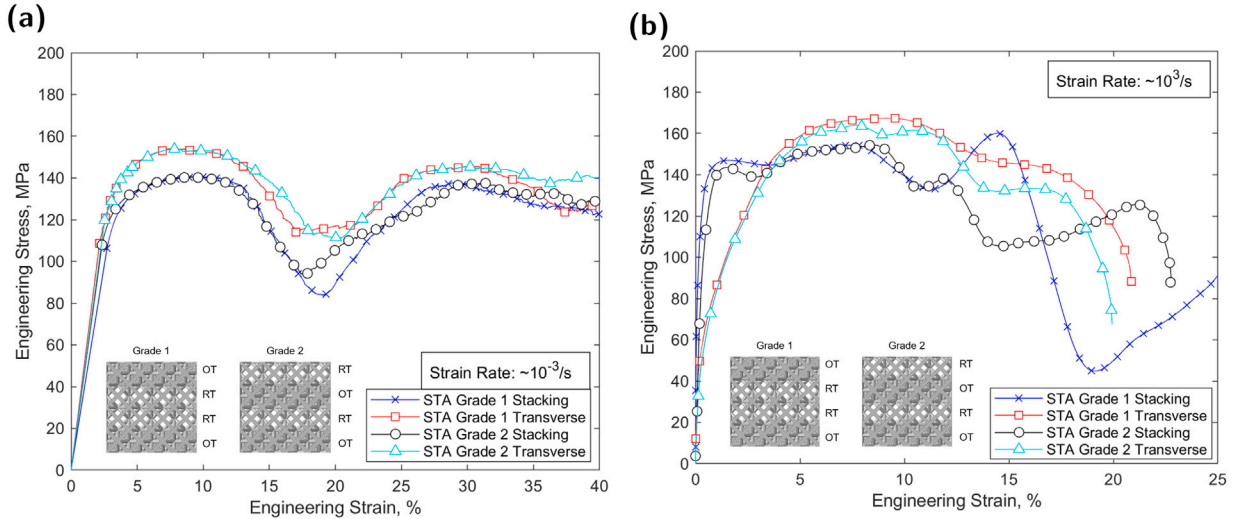 (a)
200
180
160
140
120
100
80
60
40
20
0
Engineering Stress, MPa
0 5 10 15 20 25 30 35 40
Engineering Strain, %
Grade 1
OT
RT
RT
OT
Grade 2
RT
OT
RT
OT
Strain Rate: ~10⁻³/s
STA Grade 1 Stacking
STA Grade 1 Transverse
STA Grade 2 Stacking
STA Grade 2 Transverse
(b)
200
180
160
140
120
100
80
60
40
20
0
Engineering Stress, MPa
0 5 10 15 20 25
Engineering Strain, %
Strain Rate: ~10³/s
Grade 1
OT
RT
RT
OT
Grade 2
RT
OT
RT
OT
STA Grade 1 Stacking
STA Grade 1 Transverse
STA Grade 2 Stacking
STA Grade 2 Transverse